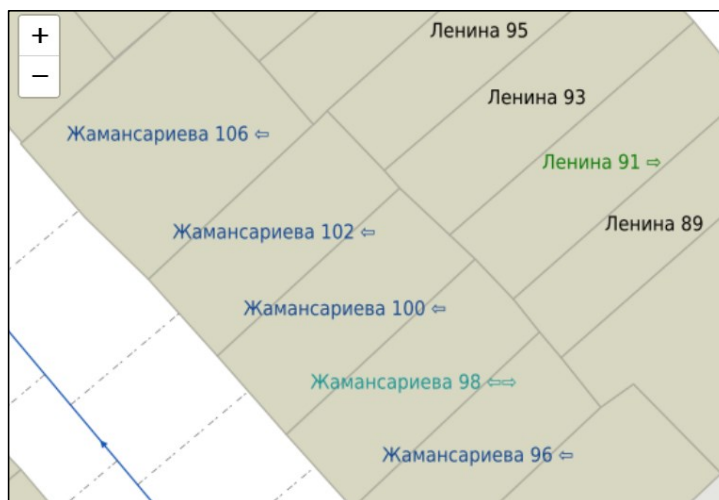 +
Ленина 95
−
Ленина 93
Жамансариева 106 ⇦
Ленина 91 ⇨
Ленина 89
Жамансариева 102 ⇦
Жамансариева 100 ⇦
Жамансариева 98 ⇦⇨
Жамансариева 96 ⇦